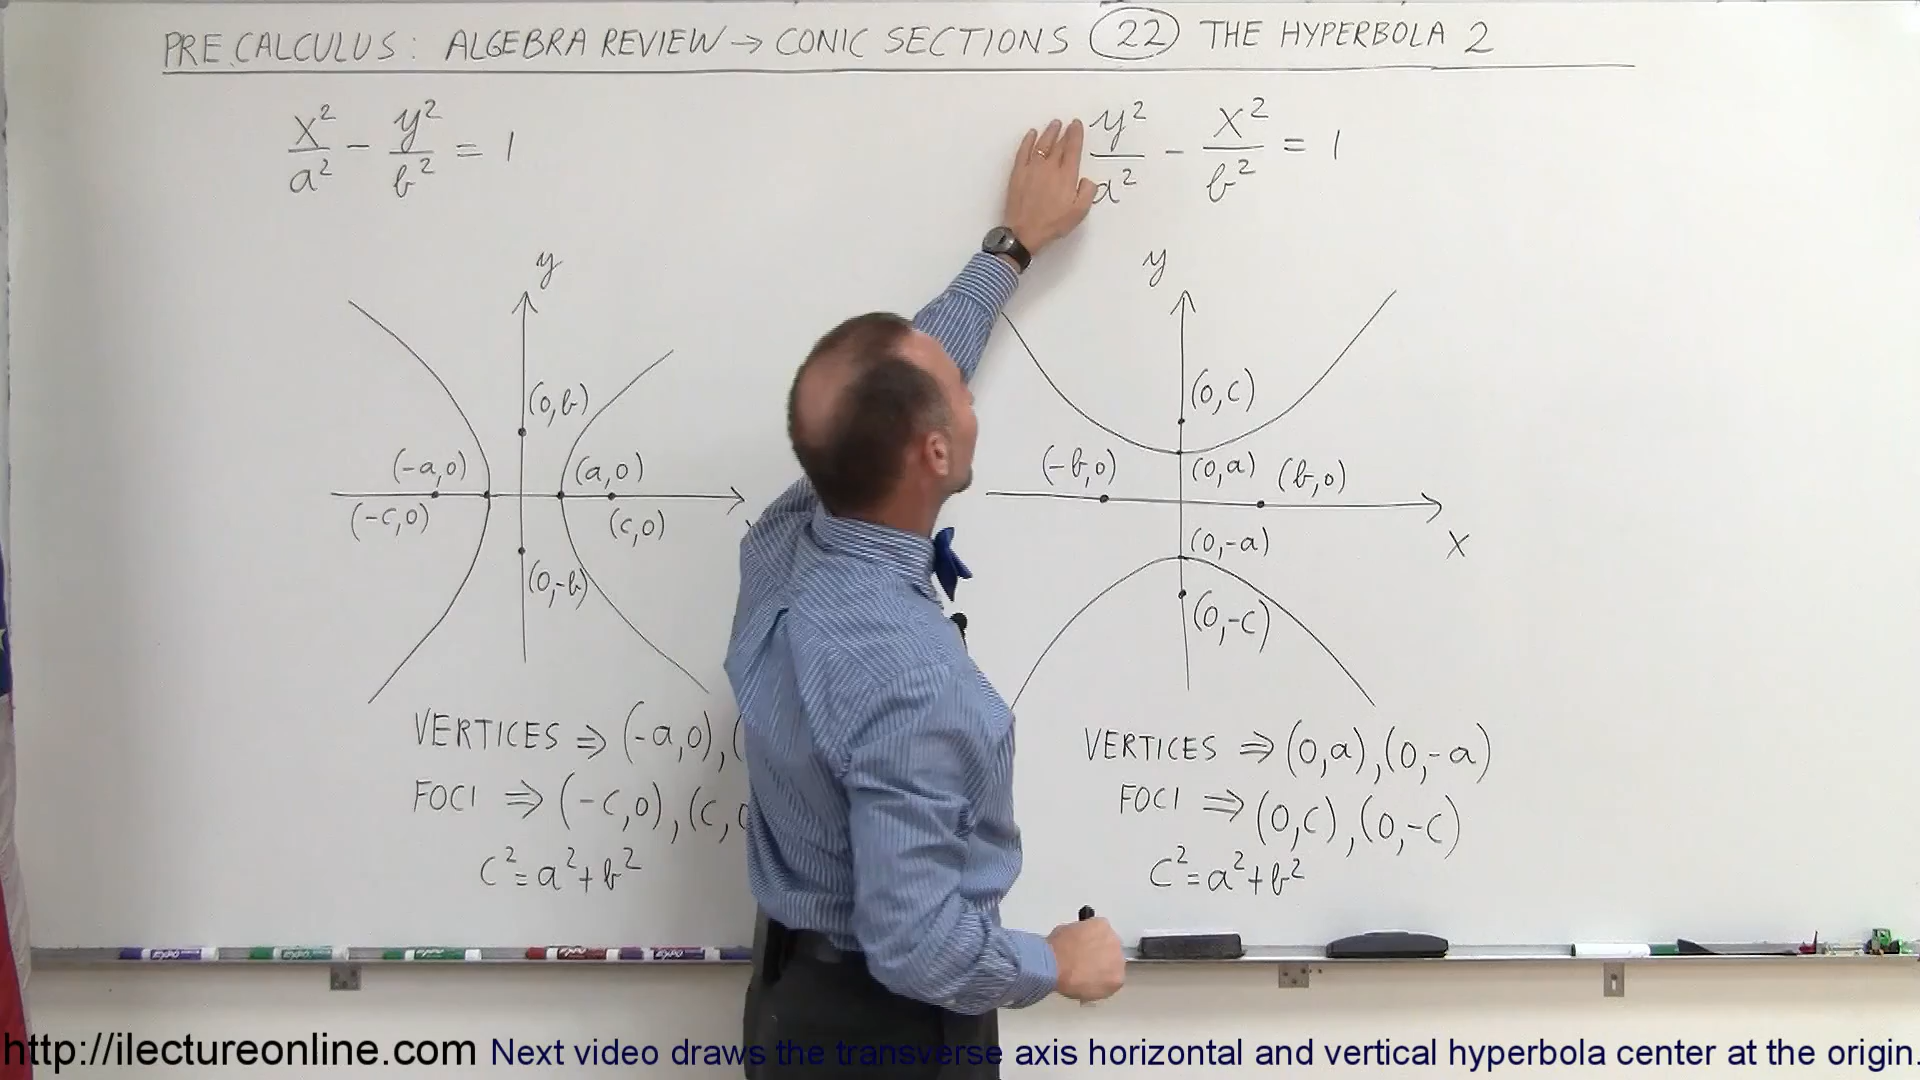 PRE CALCULUS: ALGEBRA REVIEW → CONIC SECTIONS (22) THE HYPERBOLA 2
x²/a² - y²/b² = 1
y²/a² - x²/b² = 1
y
(0,b)
(-a,0) (a,0)
(-c,0) (c,0)
(0,-b)
VERTICES ⇒ (-a,0), (
FOCI ⇒ (-c,0), (c,0
c² = a² + b²
y
(0,c)
(-b,0) (0,a) (b,0)
(0,-a) x
(0,-c)
VERTICES ⇒ (0,a), (0,-a)
FOCI ⇒ (0,c), (0,-c)
c² = a² + b²
EXPO
http://ilectureonline.com Next video draws the transverse axis horizontal and vertical hyperbola center at the origin.